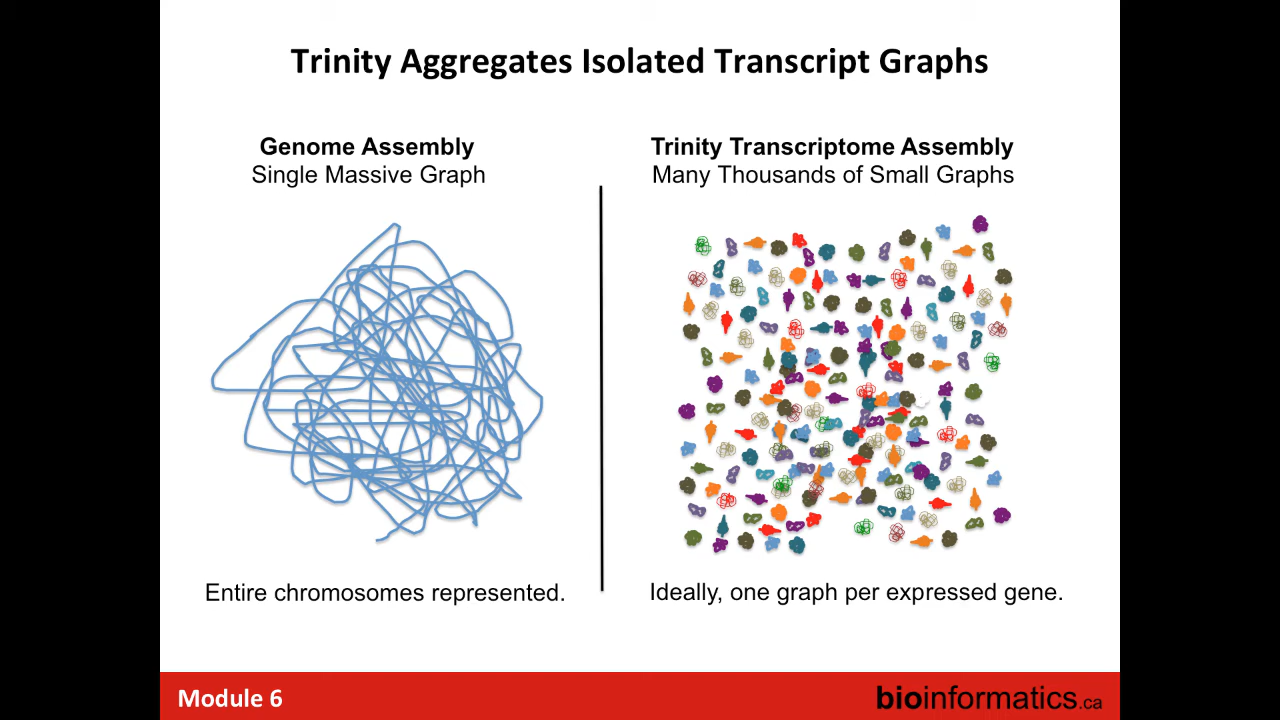 Trinity Aggregates Isolated Transcript Graphs
Genome Assembly
Single Massive Graph
Trinity Transcriptome Assembly
Many Thousands of Small Graphs
Entire chromosomes represented.
Ideally, one graph per expressed gene.
Module 6
bioinformatics.ca